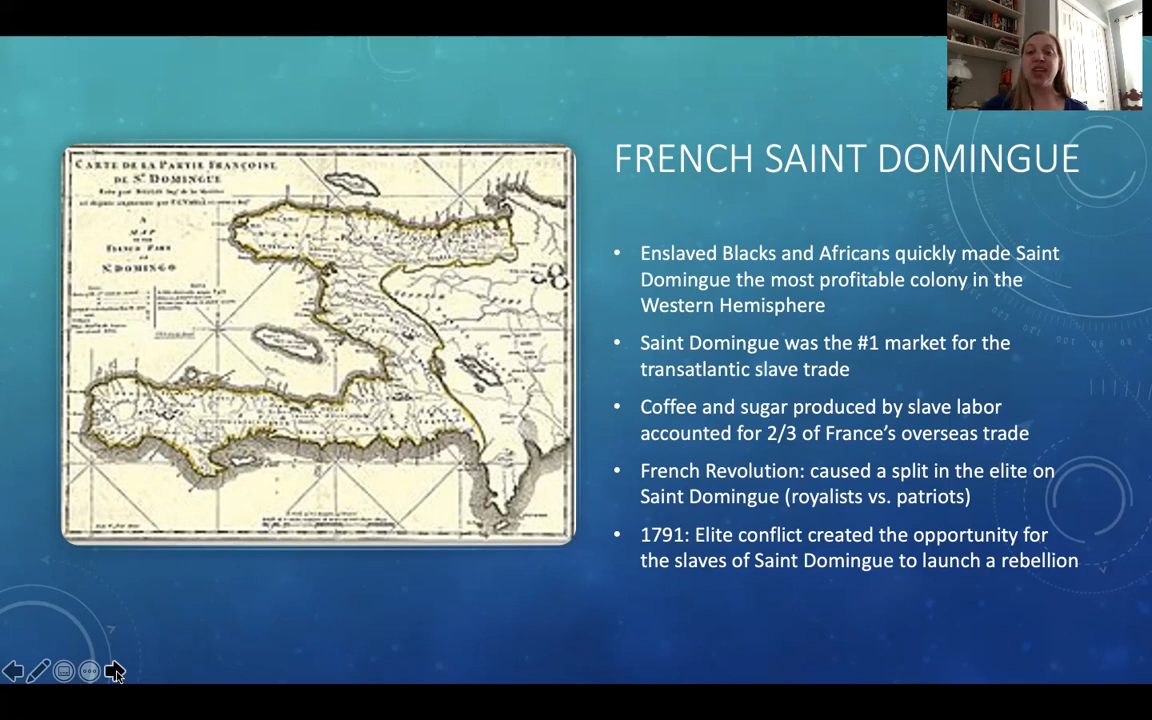 CARTE DE LA PARTIE FRANÇOISE
DE St. DOMINGUE
A
MAP
OF THE
FRENCH PART
OF
St. DOMINGO
FRENCH SAINT DOMINGUE
• Enslaved Blacks and Africans quickly made Saint
Domingue the most profitable colony in the
Western Hemisphere
• Saint Domingue was the #1 market for the
transatlantic slave trade
• Coffee and sugar produced by slave labor
accounted for 2/3 of France’s overseas trade
• French Revolution: caused a split in the elite on
Saint Domingue (royalists vs. patriots)
• 1791: Elite conflict created the opportunity for
the slaves of Saint Domingue to launch a rebellion